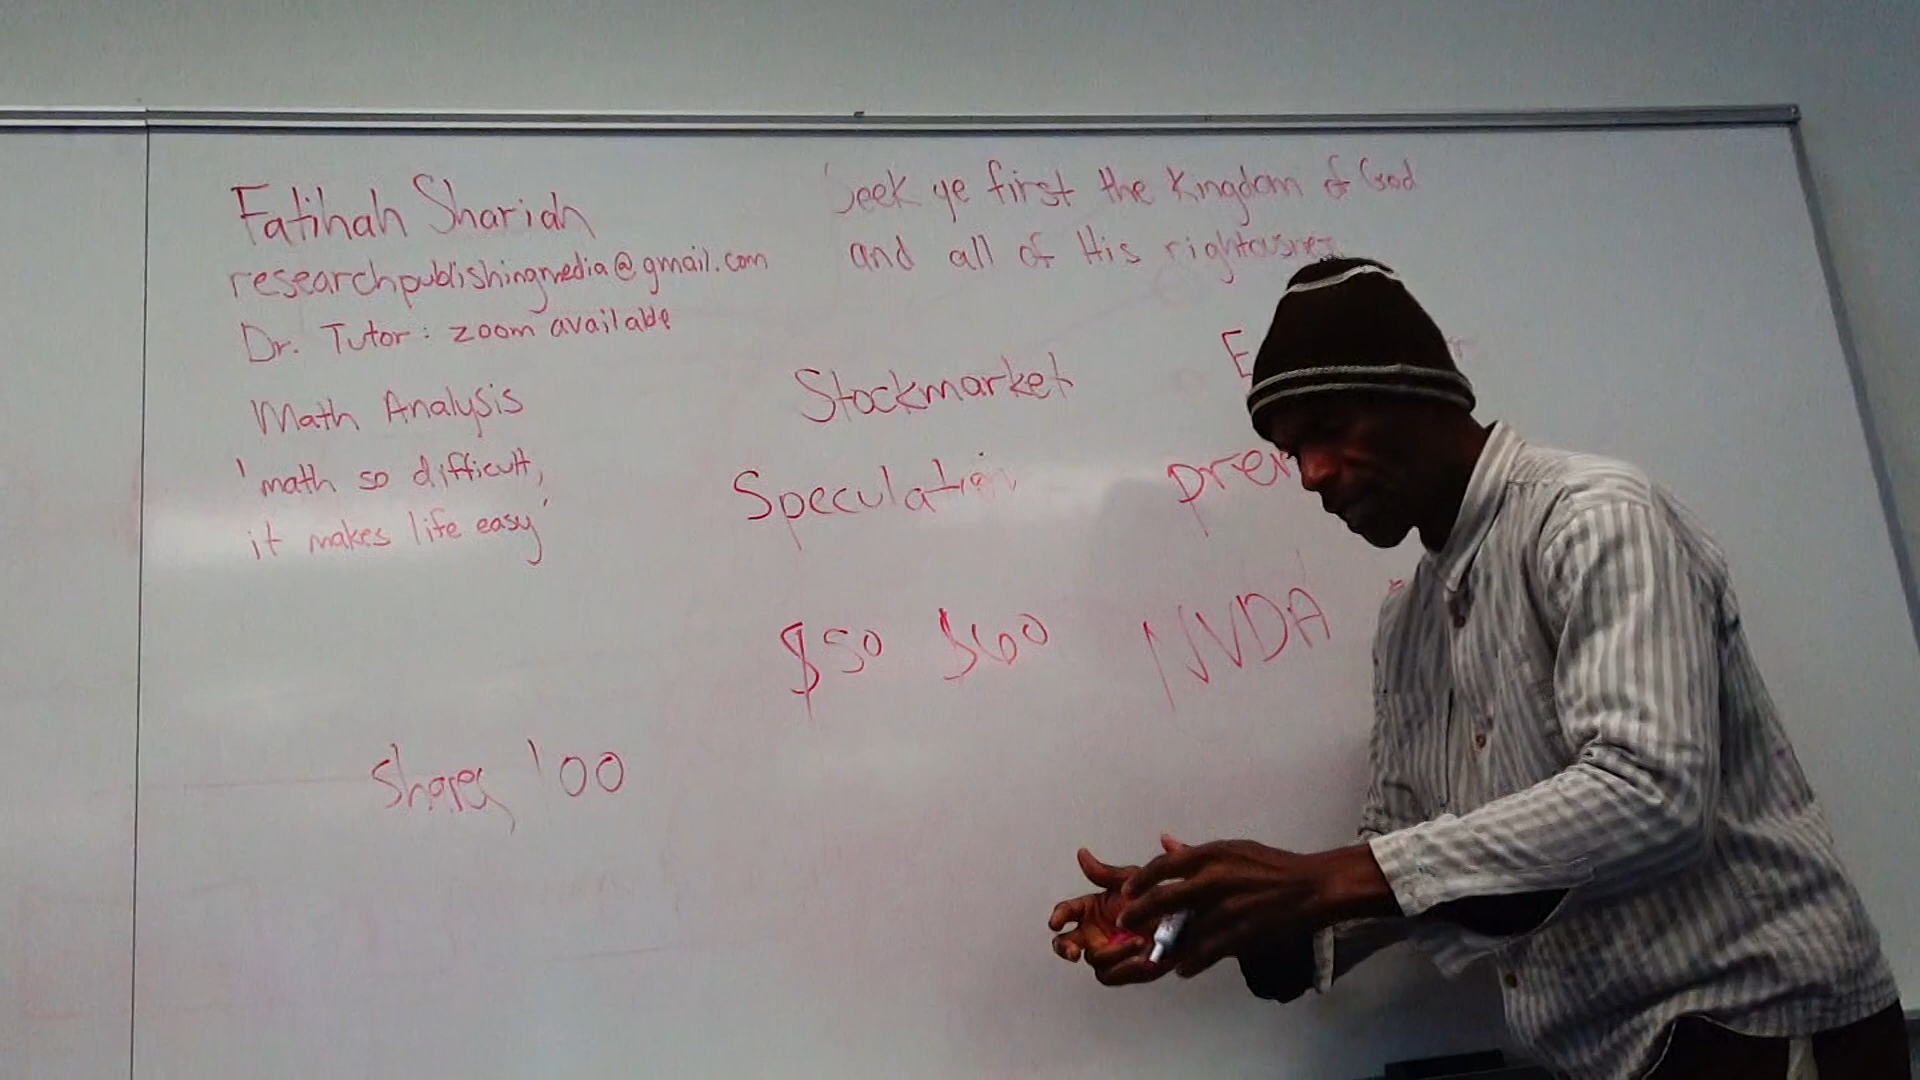 Fatihah Shariah
researchpublishingmedia@gmail.com
Dr. Tutor: zoom available
Math Analysis
'math so difficult,
it makes life easy'
Seek ye first the Kingdom of God
and all of His
Stockmarket
Speculation
$50 $60 NVDA
Shares 100